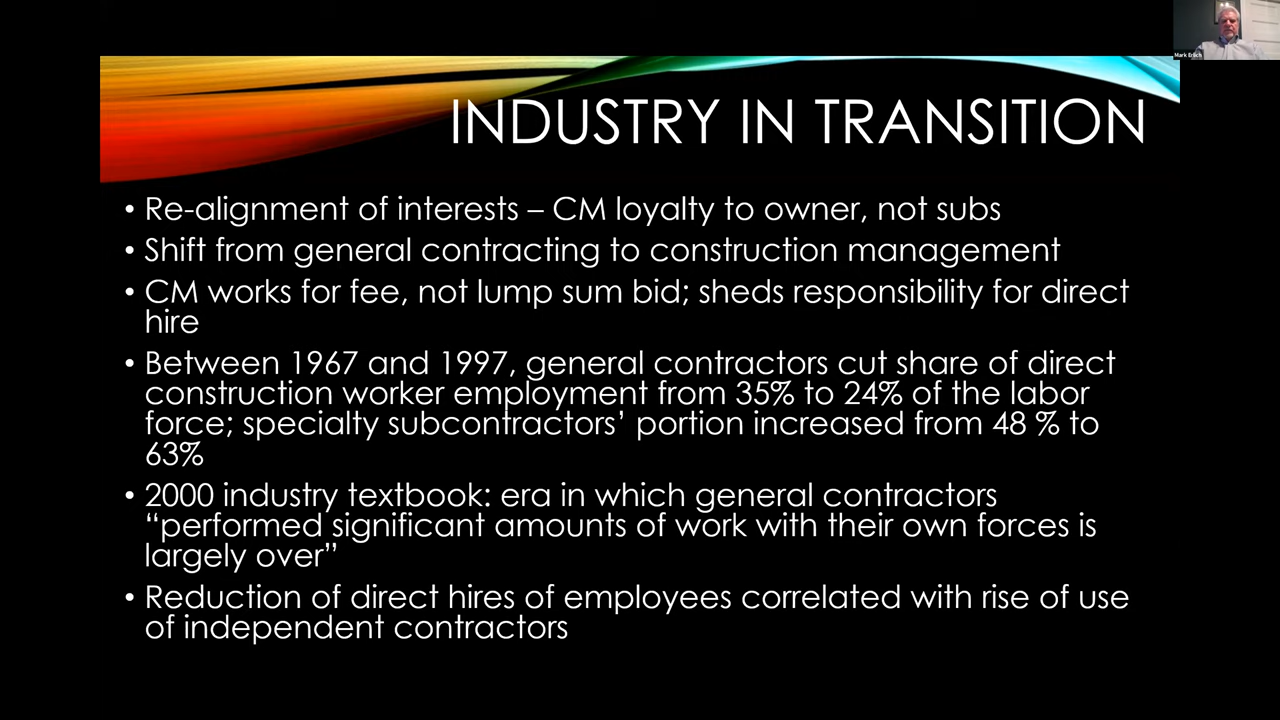 Mark Erlich
INDUSTRY IN TRANSITION
• Re-alignment of interests – CM loyalty to owner, not subs
• Shift from general contracting to construction management
• CM works for fee, not lump sum bid; sheds responsibility for direct
hire
• Between 1967 and 1997, general contractors cut share of direct
construction worker employment from 35% to 24% of the labor
force; specialty subcontractors’ portion increased from 48 % to
63%
• 2000 industry textbook: era in which general contractors
“performed significant amounts of work with their own forces is
largely over”
• Reduction of direct hires of employees correlated with rise of use
of independent contractors